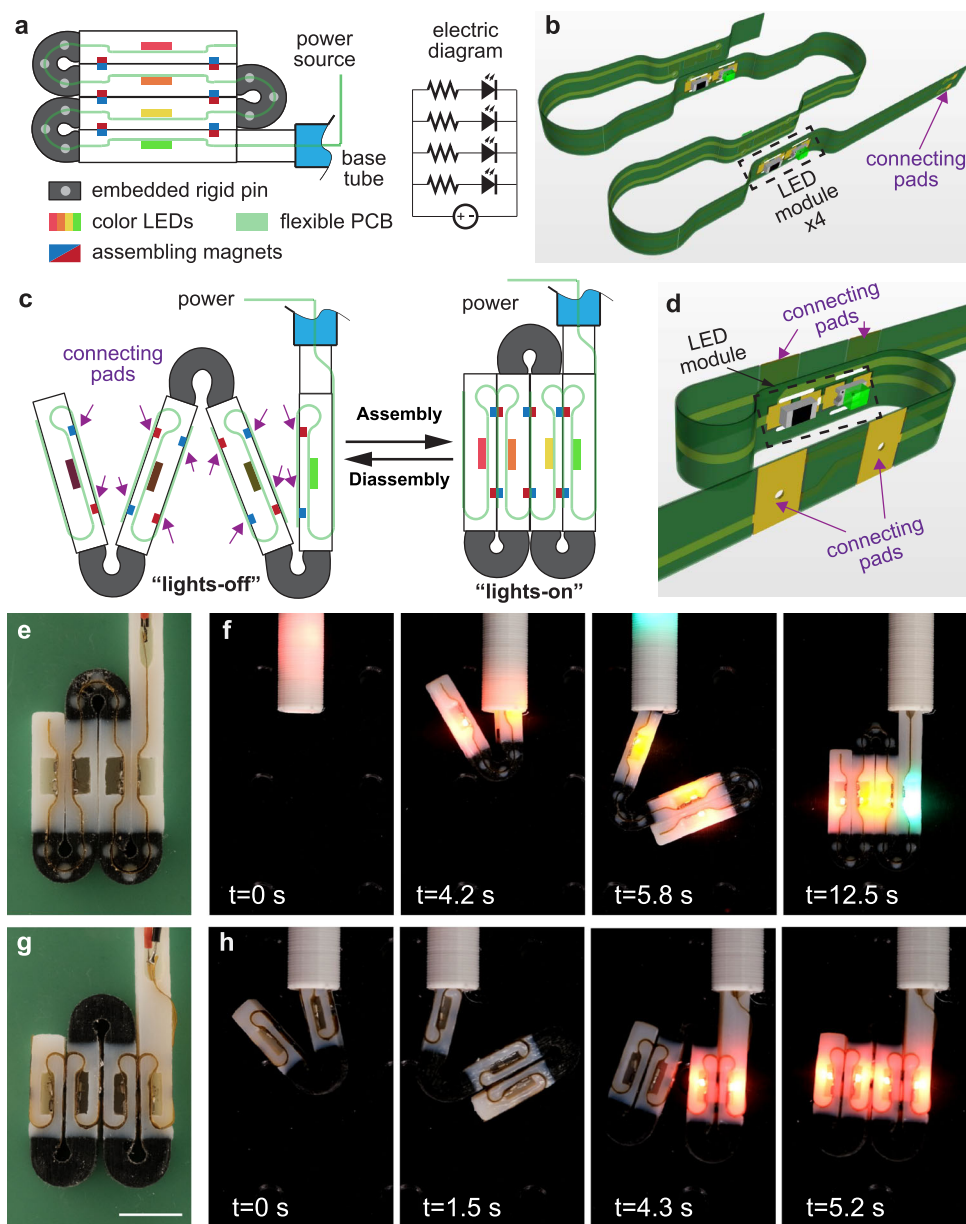 a
power
source
base
tube
embedded rigid pin
color LEDs
flexible PCB
assembling magnets
electric
diagram
+ -
b
connecting
pads
LED
module
x4
c
power
connecting
pads
Assembly
Diassembly
power
“lights-off”
“lights-on”
d
connecting
pads
LED
module
connecting
pads
e
f
t=0 s
t=4.2 s
t=5.8 s
t=12.5 s
g
h
t=0 s
t=1.5 s
t=4.3 s
t=5.2 s